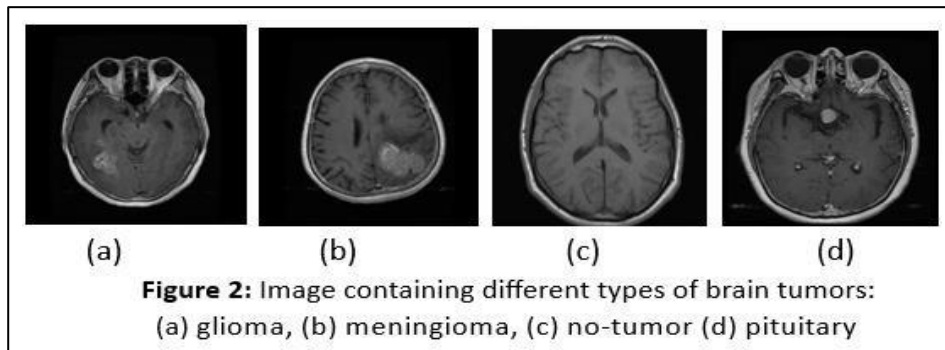 (a) (b) (c) (d)
Figure 2: Image containing different types of brain tumors:
(a) glioma, (b) meningioma, (c) no-tumor (d) pituitary